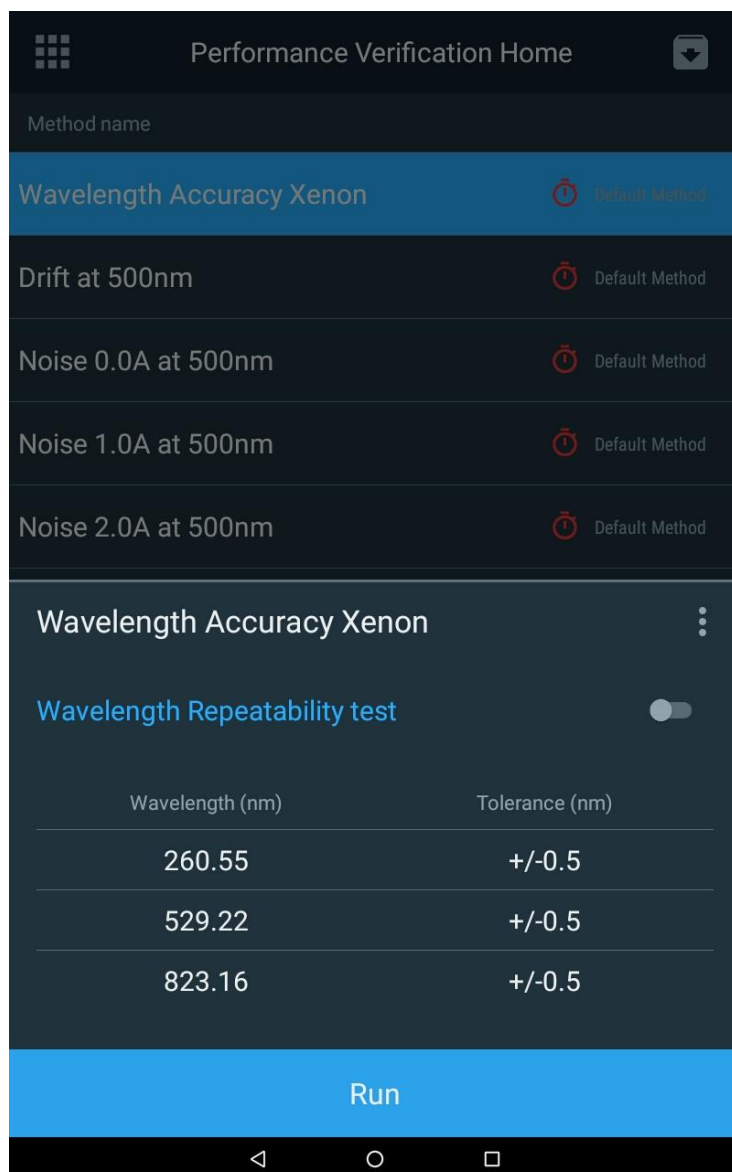 Performance Verification Home
Method name
Wavelength Accuracy Xenon Default Method
Drift at 500nm Default Method
Noise 0.0A at 500nm Default Method
Noise 1.0A at 500nm Default Method
Noise 2.0A at 500nm Default Method
Wavelength Accuracy Xenon
Wavelength Repeatability test
Wavelength (nm) Tolerance (nm)
260.55 +/-0.5
529.22 +/-0.5
823.16 +/-0.5
Run